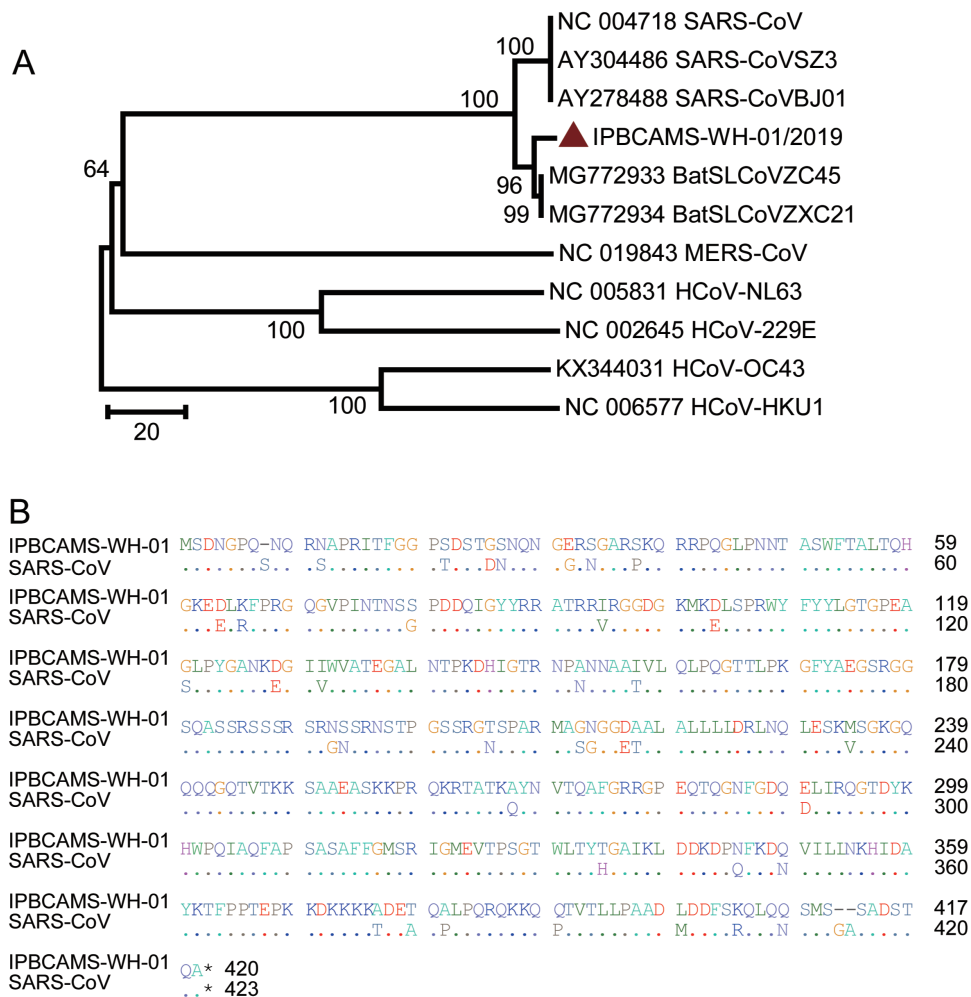 A
NC 004718 SARS-CoV
100
AY304486 SARS-CoVSZ3
100
AY278488 SARS-CoVBJ01
IPBCAMS-WH-01/2019
64
MG772933 BatSLCoVZC45
96
99
MG772934 BatSLCoVZXC21
NC 019843 MERS-CoV
NC 005831 HCoV-NL63
100
NC 002645 HCoV-229E
KX344031 HCoV-OC43
100
NC 006577 HCoV-HKU1
20
B
IPBCAMS-WH-01 MSDNGPQ-NQ RNAPRITFGG PSDSTGSNQN GERSGARSKQ RRPQGLPNNT ASWFTALTQH 59
SARS-CoV .......S.. .S........ .T...DN... .G.N...P.. .......... .......... 60
IPBCAMS-WH-01 GKEDLKFPRG QGVPINTNSS PDDQIGYYRR ATRRIRGGDG KMKDLSPRWY FYYLGTGPEA 119
SARS-CoV ...E.R.... .........G .......... ....V..... ...E...... .......... 120
IPBCAMS-WH-01 GLPYGANKDG IIWVATEGAL NTPKDHIGTR NPANNAAIVL QLPQGTTLPK GFYAEGSRGG 179
SARS-CoV S.......E. .V........ .......... ..N....T.. .......... .......... 180
IPBCAMS-WH-01 SQASSRSSSR SRNSSRNSTP GSSRGTSPAR MAGNGGDAAL ALLLLDRLNQ LESKMSGKGQ 239
SARS-CoV .......... ..GN...... .....N.... ..SG..ET.. .......... ....V..... 240
IPBCAMS-WH-01 QQQGQTVTKK SAAEASKKPR QKRTATKAYN VTQAFGRRGP EQTQGNFGDQ ELIRQGTDYK 299
SARS-CoV .......... .......... .......Q.. .......... .......... D......... 300
IPBCAMS-WH-01 HWPQIAQFAP SASAFFGMSR IGMEVTPSGT WLTYTGAIKL DDKDPNFKDQ VILLNKHIDA 359
SARS-CoV .......... .......... .......... ....H..... .....Q...N .......... 360
IPBCAMS-WH-01 YKTFPPTEPK KDKKKKADET QALPQRQKKQ QTVTLLPAAD LDDFSKQLQQ SMS--SADST 417
SARS-CoV .......... ......T..A .P........ P......... M....R...N ...GA..... 420
IPBCAMS-WH-01 QA* 420
SARS-CoV ..* 423